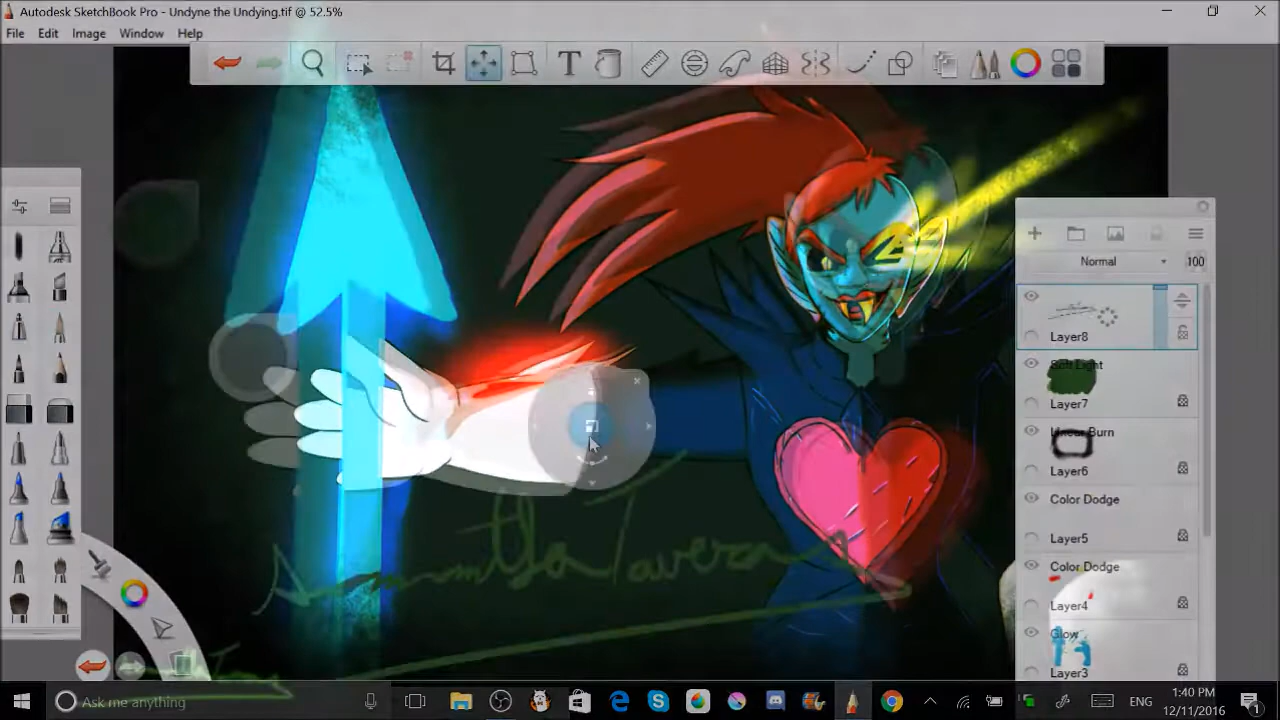 Autodesk SketchBook Pro - Undyne the Undying.tif @ 52.5%
File Edit Image Window Help
T
Normal 100
Layer8
Soft Light
Layer7
Linear Burn
Layer6
Color Dodge
Layer5
Color Dodge
Layer4
Glow
Layer3
Samantha Tavera
Ask me anything
ENG
1:40 PM
12/11/2016